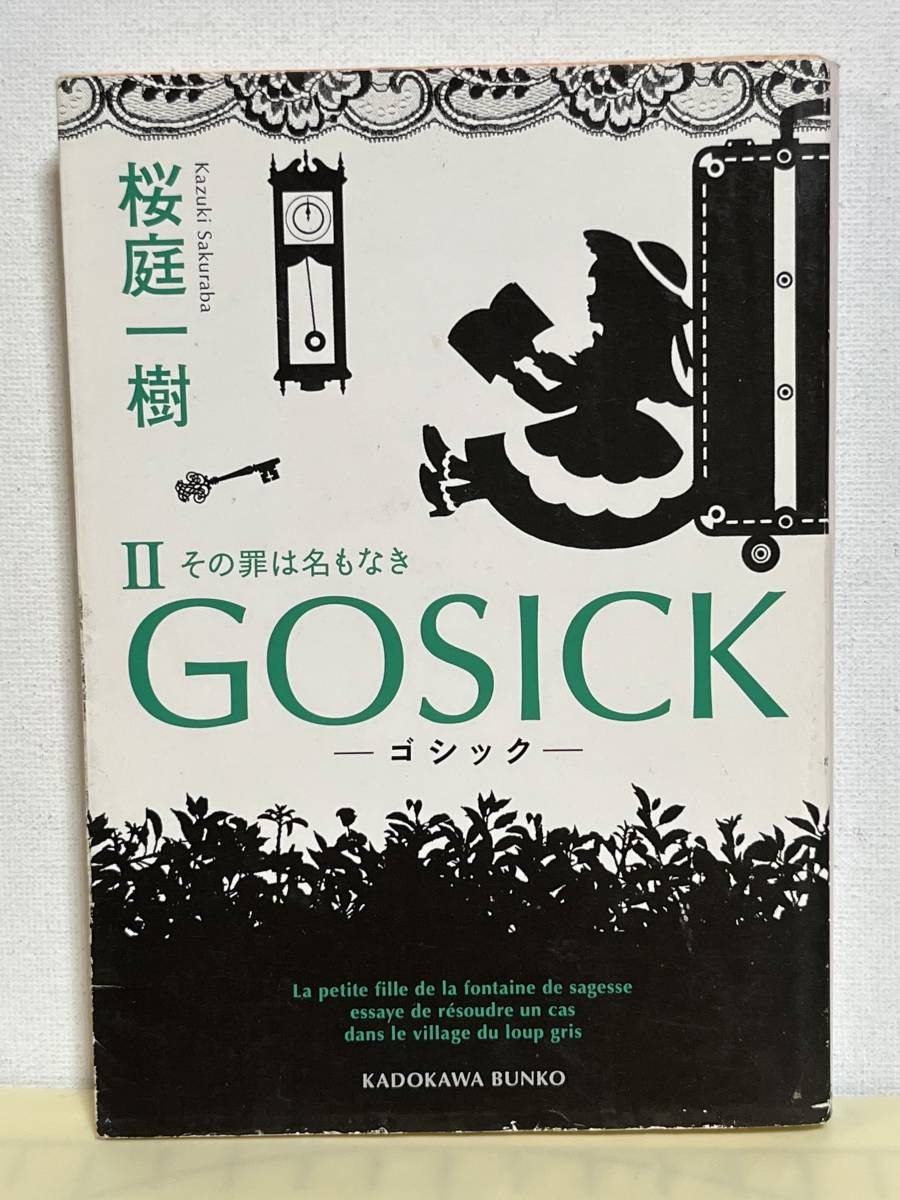 桜庭一樹
Kazuki Sakuraba
II その罪は名もなき
GOSICK
―ゴシック―
La petite fille de la fontaine de sagesse
essaye de résoudre un cas
dans le village du loup gris
KADOKAWA BUNKO